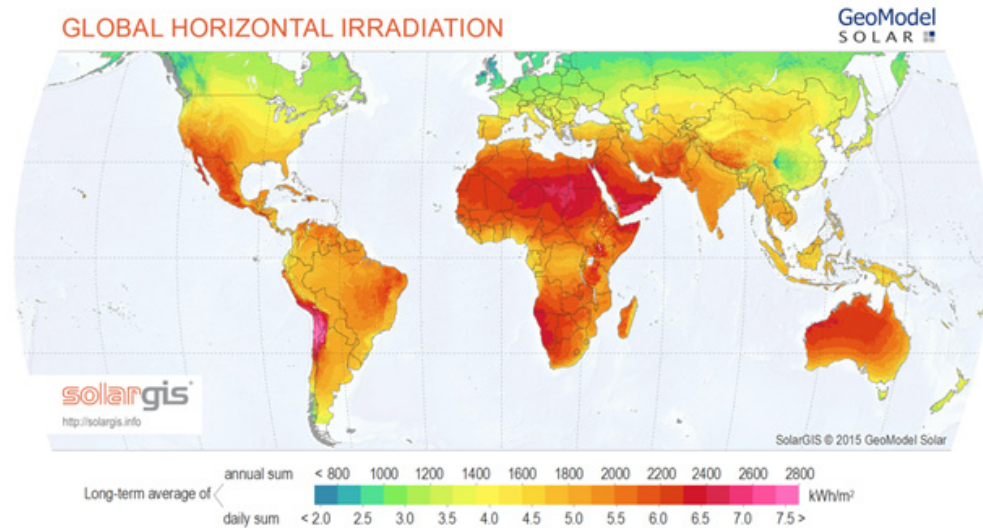 GLOBAL HORIZONTAL IRRADIATION
GeoModel
SOLAR
solargis
http://solargis.info
SolarGIS © 2015 GeoModel Solar
Long-term average of
annual sum < 800 1000 1200 1400 1600 1800 2000 2200 2400 2600 2800
kWh/m²
daily sum < 2.0 2.5 3.0 3.5 4.0 4.5 5.0 5.5 6.0 6.5 7.0 7.5 >